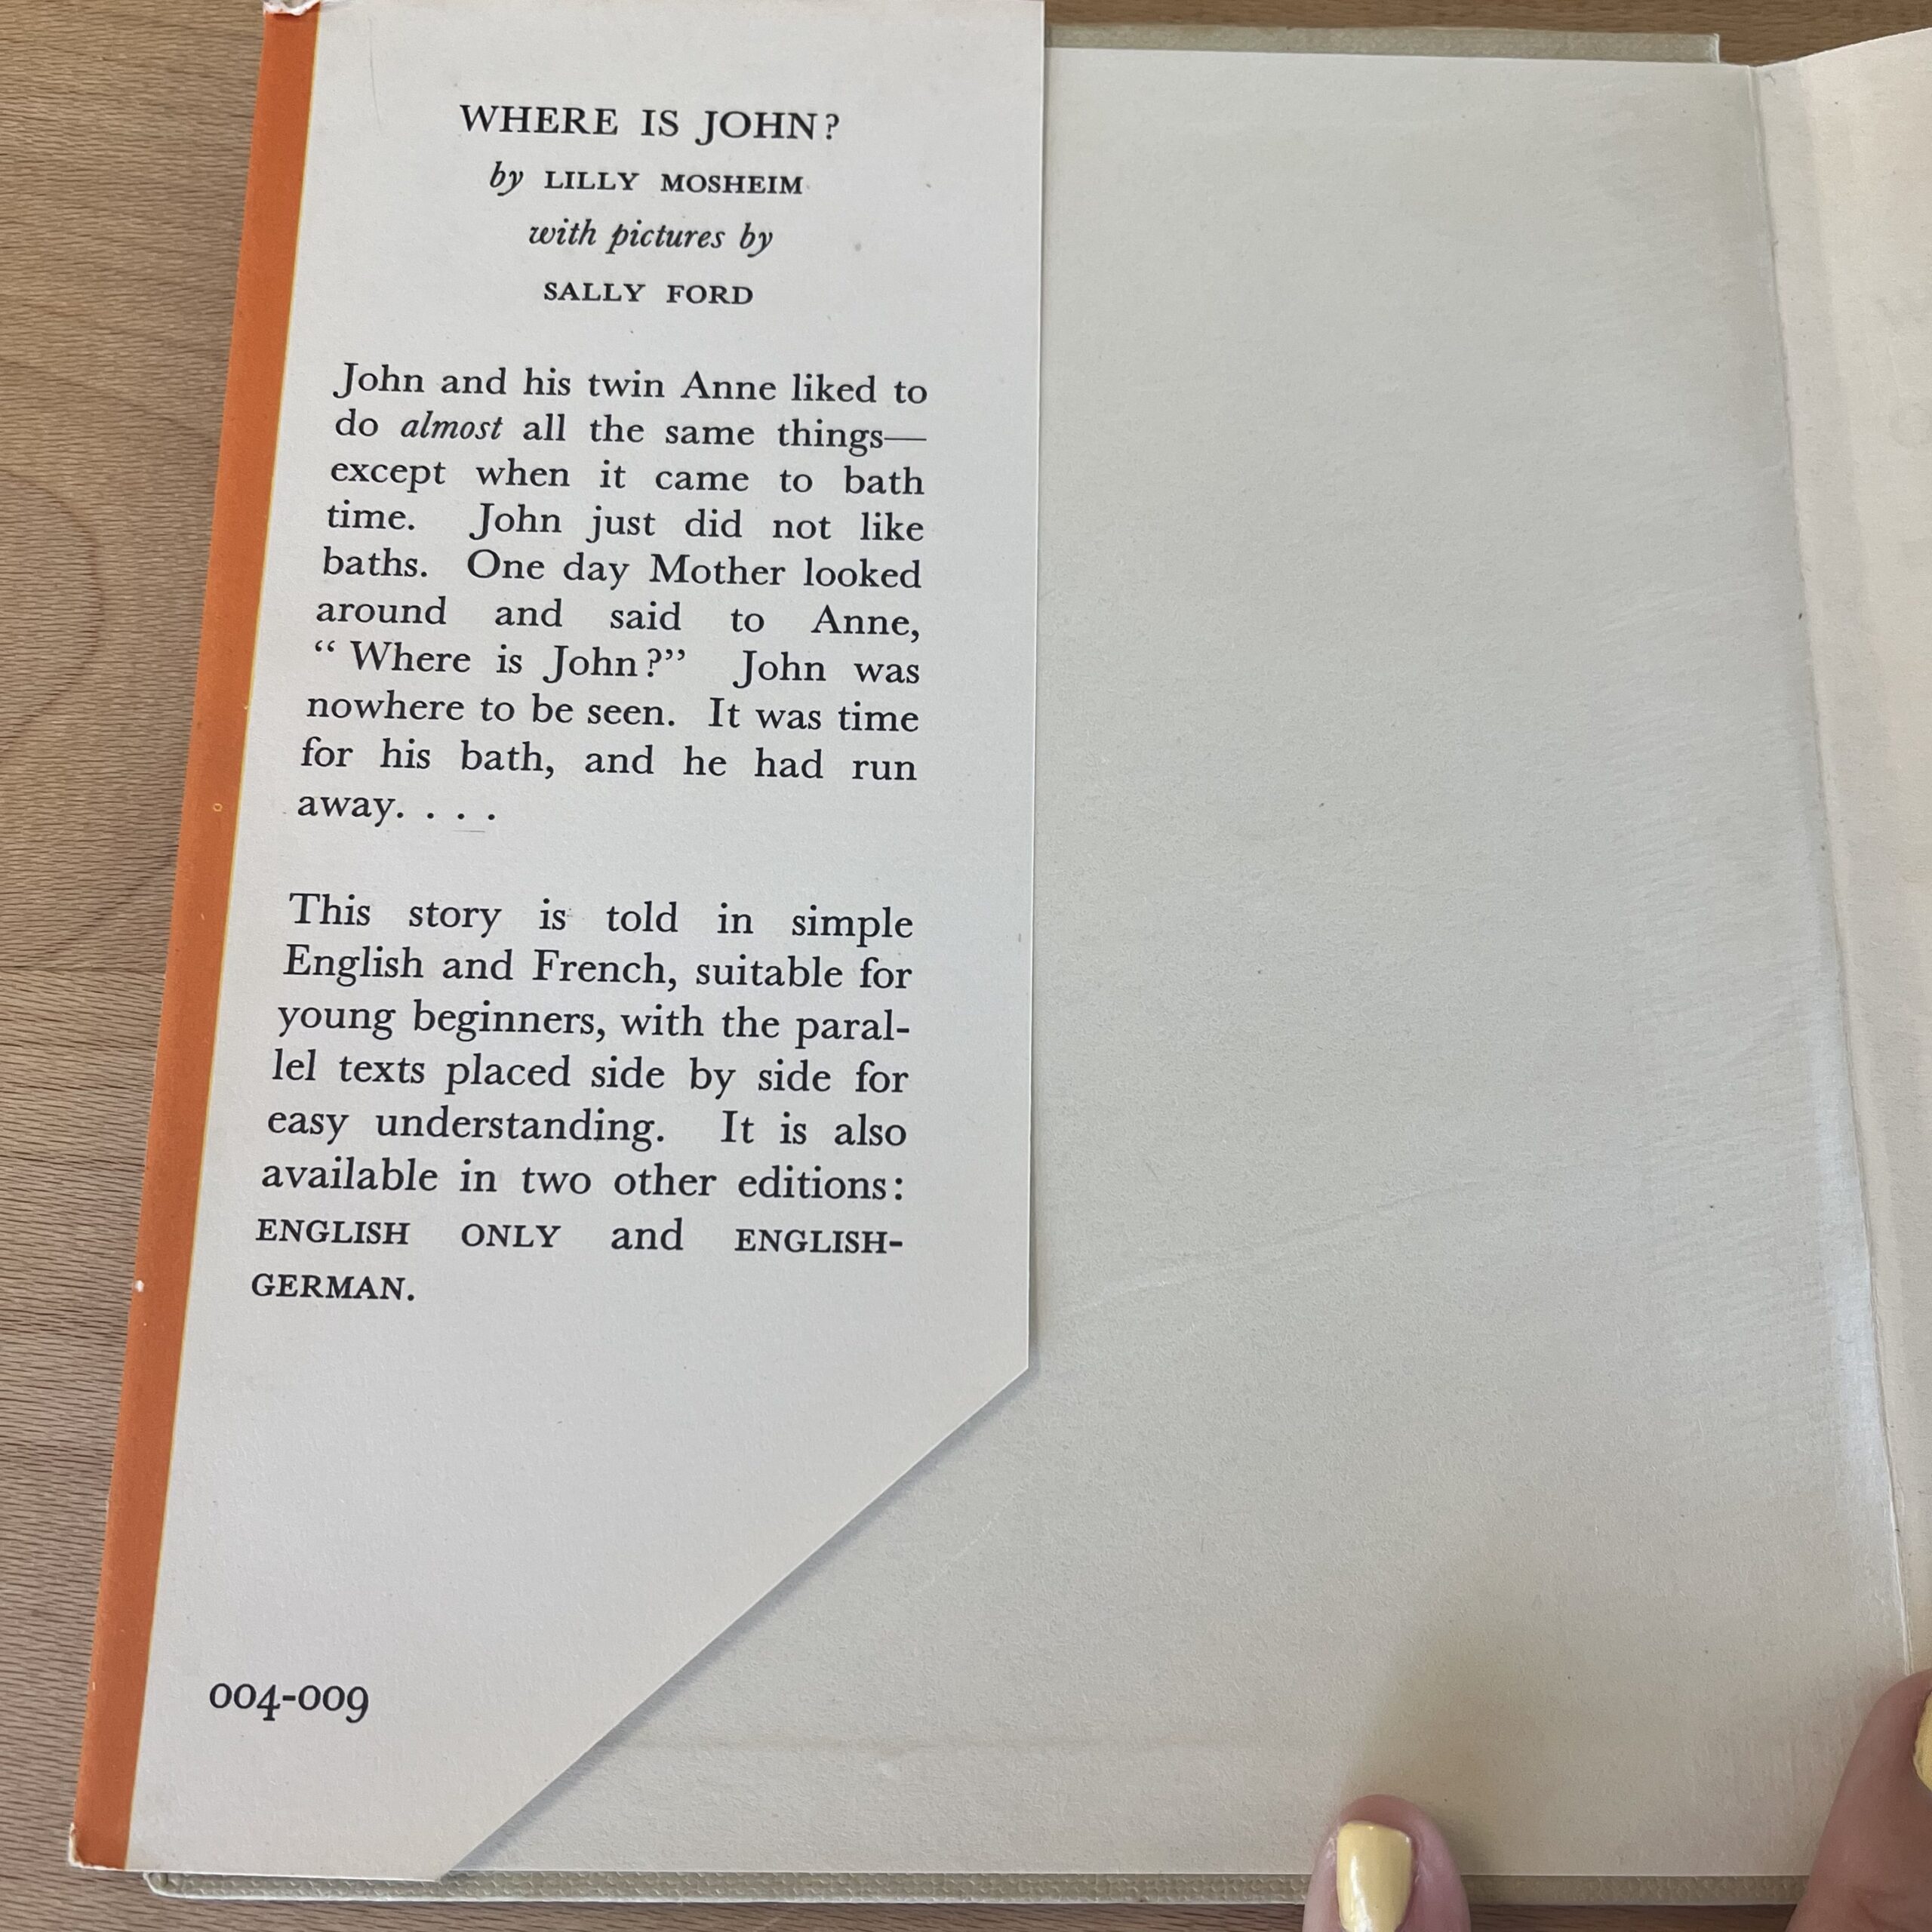 WHERE IS JOHN?
by LILLY MOSHEIM
with pictures by
SALLY FORD
John and his twin Anne liked to
do almost all the same things—
except when it came to bath
time. John just did not like
baths. One day Mother looked
around and said to Anne,
“Where is John?” John was
nowhere to be seen. It was time
for his bath, and he had run
away. . . .
This story is told in simple
English and French, suitable for
young beginners, with the paral-
lel texts placed side by side for
easy understanding. It is also
available in two other editions:
ENGLISH ONLY and ENGLISH-
GERMAN.
004-009